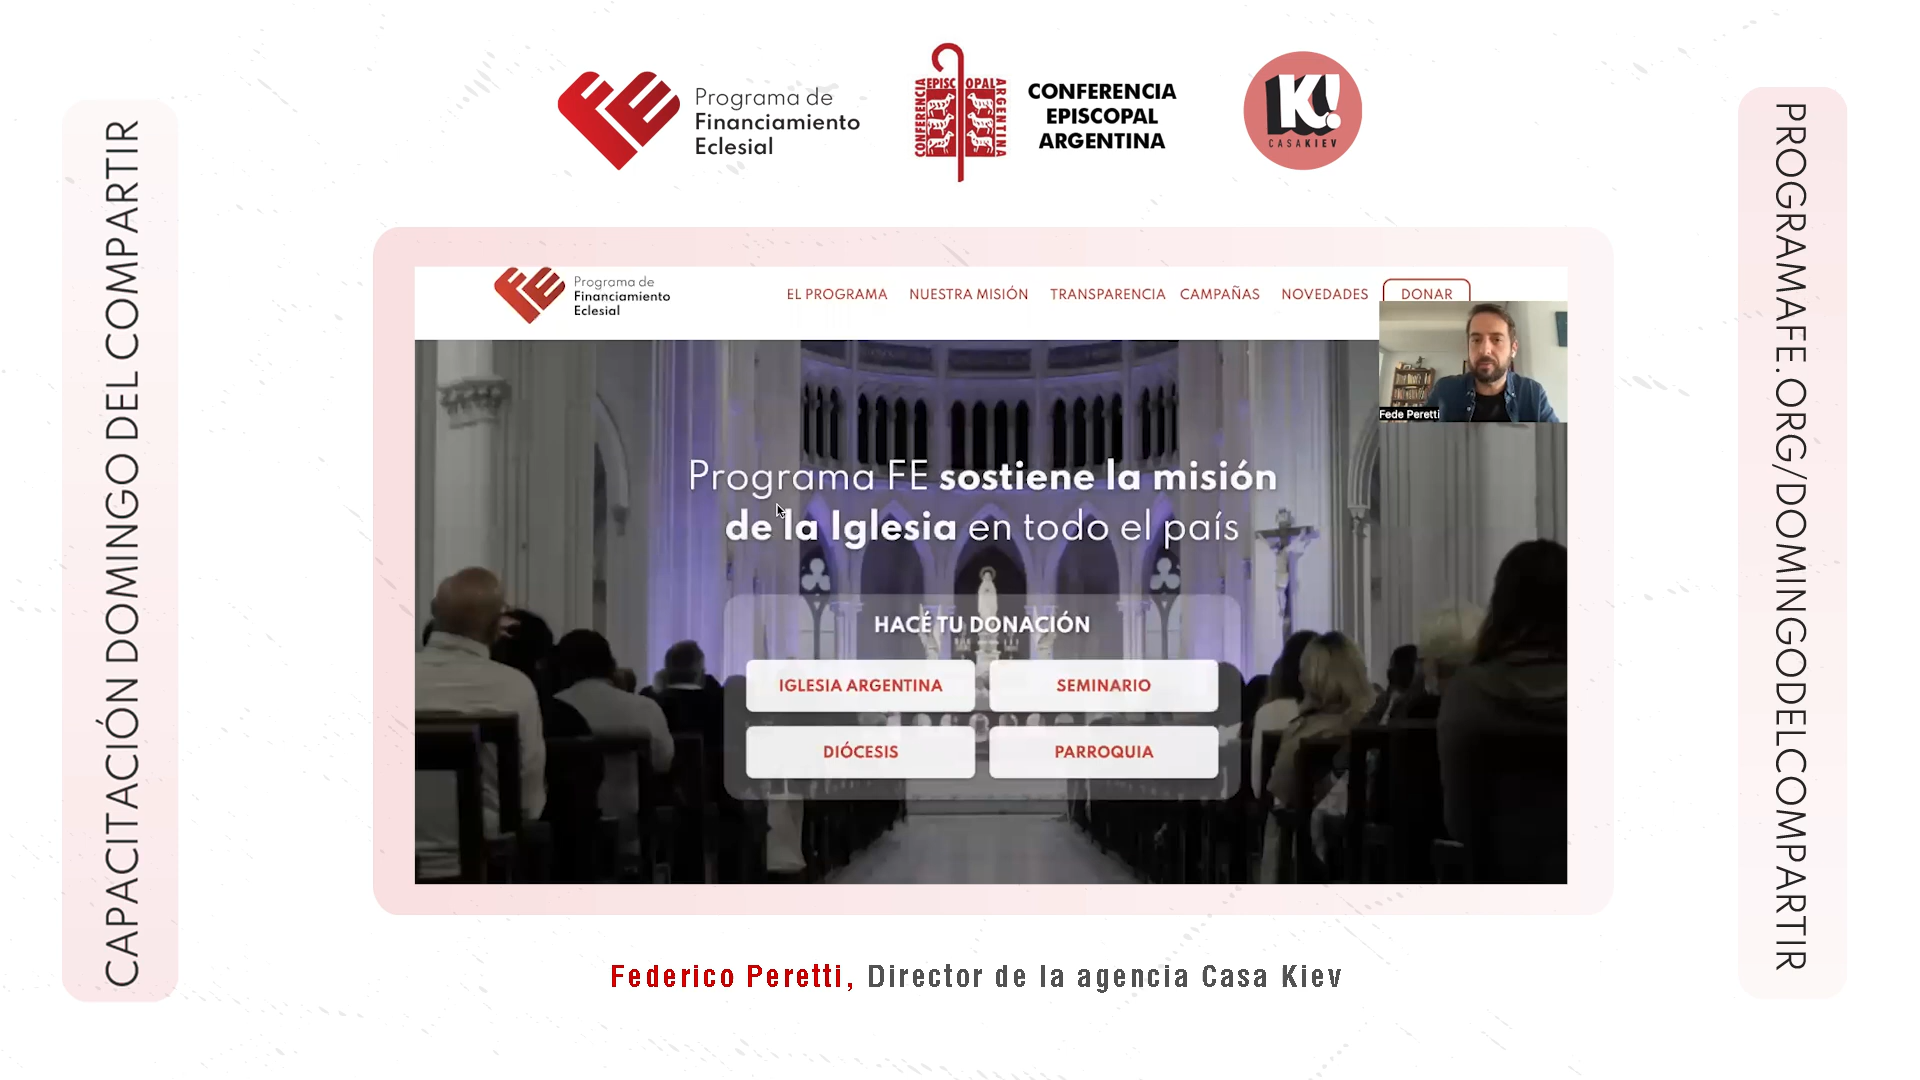 CAPACITACIÓN DOMINGO DEL COMPARTIR
FE
Programa de
Financiamiento
Eclesial
CONFERENCIA
EPISCOPAL
ARGENTINA
CONFERENCIA
EPISCOPAL
ARGENTINA
K!
CASAKIEV
FE
Programa de
Financiamiento
Eclesial
EL PROGRAMA
NUESTRA MISIÓN
TRANSPARENCIA
CAMPAÑAS
NOVEDADES
DONAR
Fede Peretti
Programa FE sostiene la misión
de la Iglesia en todo el país
HACÉ TU DONACIÓN
IGLESIA ARGENTINA
SEMINARIO
DIÓCESIS
PARROQUIA
Federico Peretti, Director de la agencia Casa Kiev
PROGRAMAFE.ORG/DOMINGODELCOMPARTIR